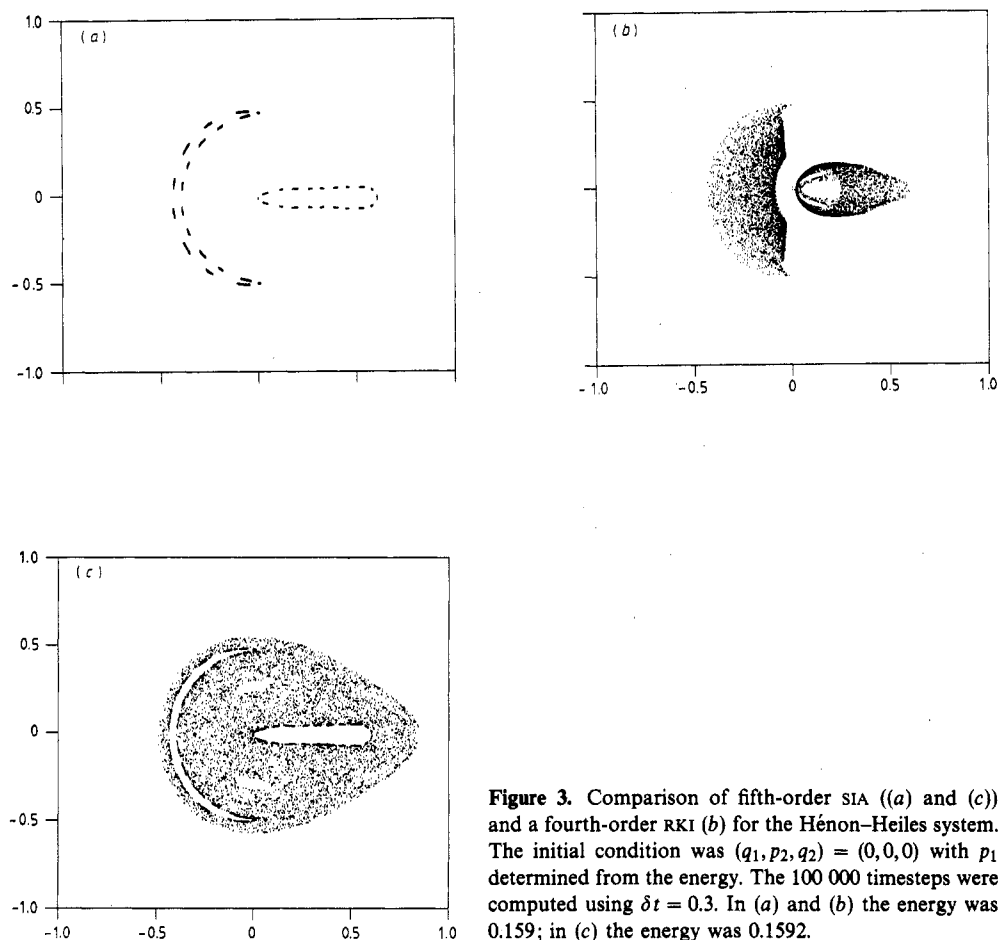 1.0
(a)
0.5
0
-0.5
-1.0
(b)
-1.0
-0.5
0
0.5
1.0
1.0
(c)
0.5
0
-0.5
-1.0
-1.0
-0.5
0
0.5
1.0
Figure 3. Comparison of fifth-order SIA ((a) and (c))
and a fourth-order RKI (b) for the Hénon–Heiles system.
The initial condition was (q₁, p₂, q₂) = (0,0,0) with p₁
determined from the energy. The 100 000 timesteps were
computed using δt = 0.3. In (a) and (b) the energy was
0.159; in (c) the energy was 0.1592.